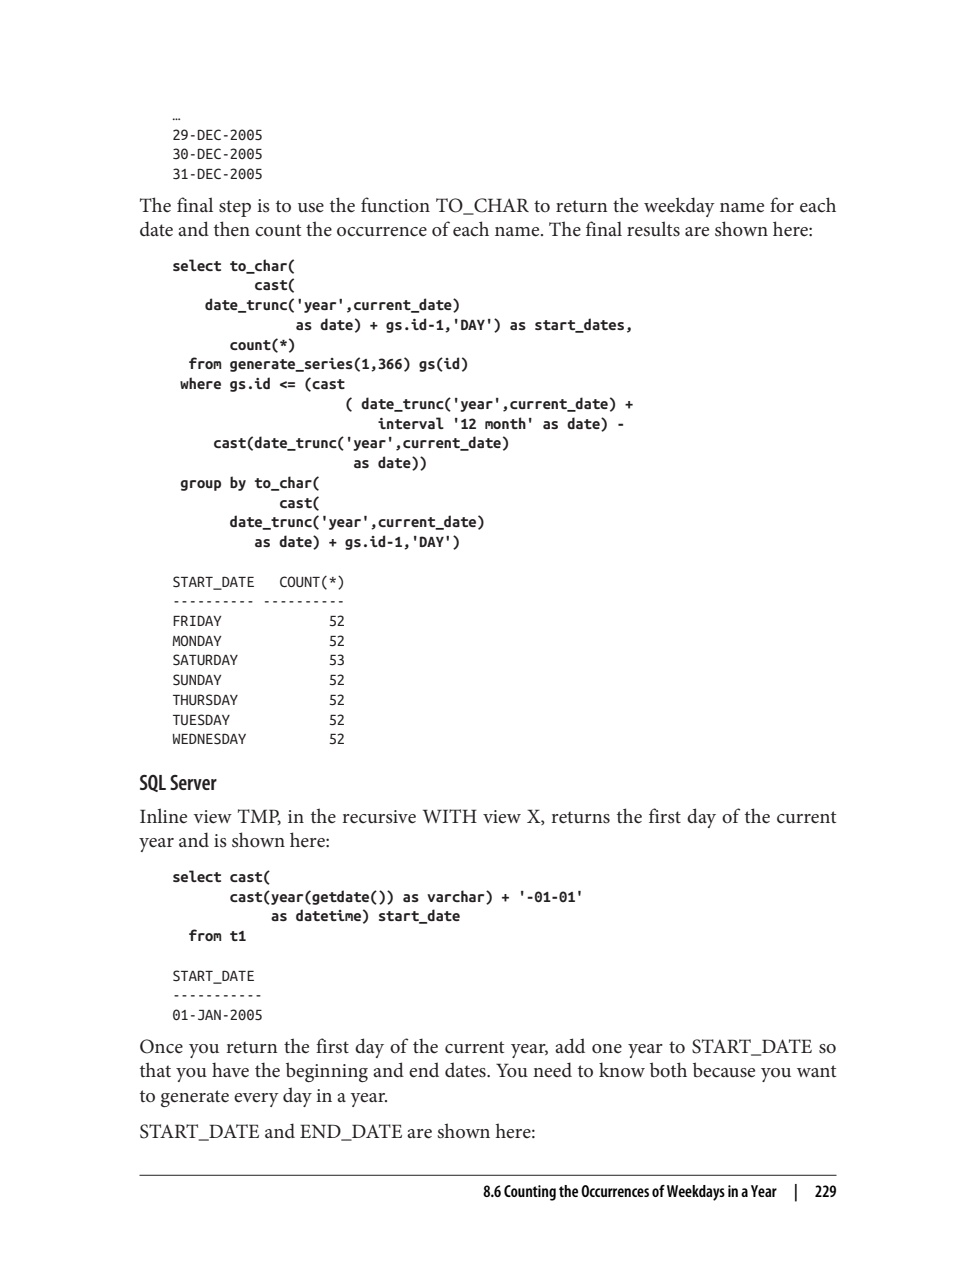 …
29-DEC-2005
30-DEC-2005
31-DEC-2005
The final step is to use the function TO_CHAR to return the weekday name for each
date and then count the occurrence of each name. The final results are shown here:
select to_char(
cast(
date_trunc('year',current_date)
as date) + gs.id-1,'DAY') as start_dates,
count(*)
from generate_series(1,366) gs(id)
where gs.id <= (cast
( date_trunc('year',current_date) +
interval '12 month' as date) -
cast(date_trunc('year',current_date)
as date))
group by to_char(
cast(
date_trunc('year',current_date)
as date) + gs.id-1,'DAY')
START_DATE   COUNT(*)
---------- ----------
FRIDAY             52
MONDAY             52
SATURDAY           53
SUNDAY             52
THURSDAY           52
TUESDAY            52
WEDNESDAY          52
SQL Server
Inline view TMP, in the recursive WITH view X, returns the first day of the current
year and is shown here:
select cast(
cast(year(getdate()) as varchar) + '-01-01'
as datetime) start_date
from t1
START_DATE
-----------
01-JAN-2005
Once you return the first day of the current year, add one year to START_DATE so
that you have the beginning and end dates. You need to know both because you want
to generate every day in a year.
START_DATE and END_DATE are shown here:
8.6 Counting the Occurrences of Weekdays in a Year | 229